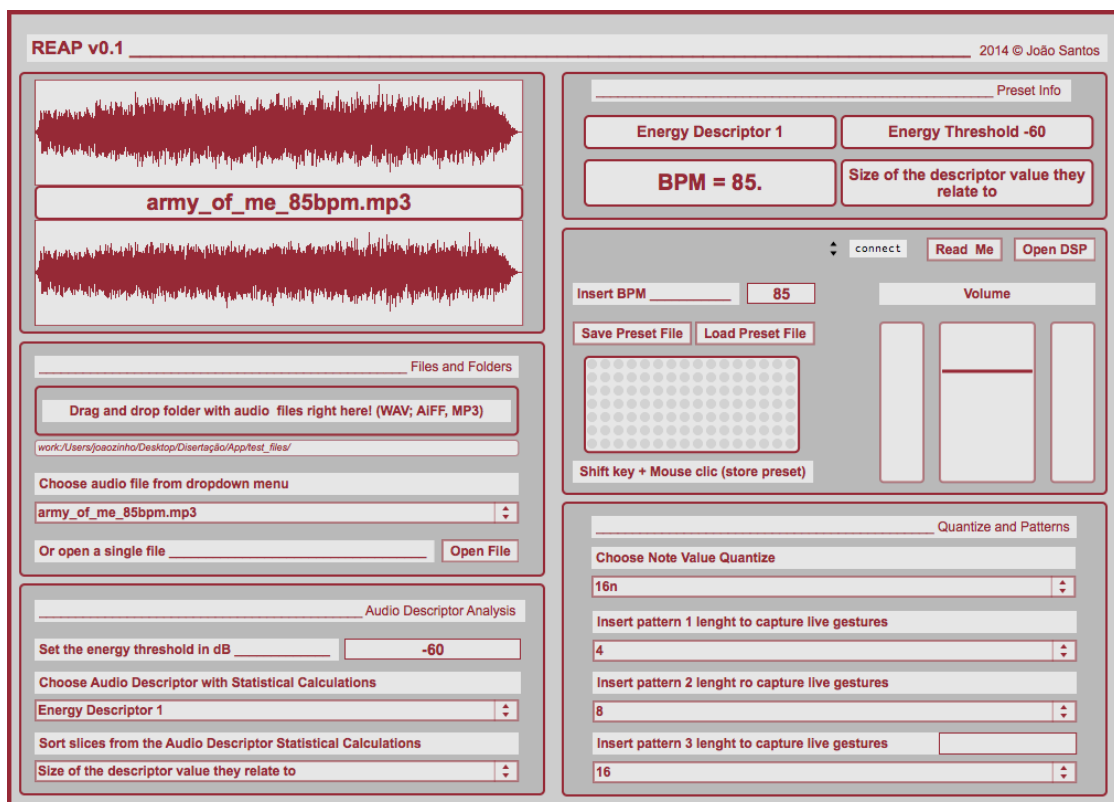 REAP v0.1
2014 © João Santos
army_of_me_85bpm.mp3
Files and Folders
Drag and drop folder with audio files right here! (WAV; AiFF, MP3)
work:/Users/joaozinho/Desktop/Disertação/App/test_files/
Choose audio file from dropdown menu
army_of_me_85bpm.mp3
Or open a single file
Open File
Audio Descriptor Analysis
Set the energy threshold in dB
-60
Choose Audio Descriptor with Statistical Calculations
Energy Descriptor 1
Sort slices from the Audio Descriptor Statistical Calculations
Size of the descriptor value they relate to
Preset Info
Energy Descriptor 1
Energy Threshold -60
BPM = 85.
Size of the descriptor value they
relate to
connect
Read Me
Open DSP
Insert BPM
85
Volume
Save Preset File
Load Preset File
Shift key + Mouse clic (store preset)
Quantize and Patterns
Choose Note Value Quantize
16n
Insert pattern 1 lenght to capture live gestures
4
Insert pattern 2 lenght ro capture live gestures
8
Insert pattern 3 lenght to capture live gestures
16